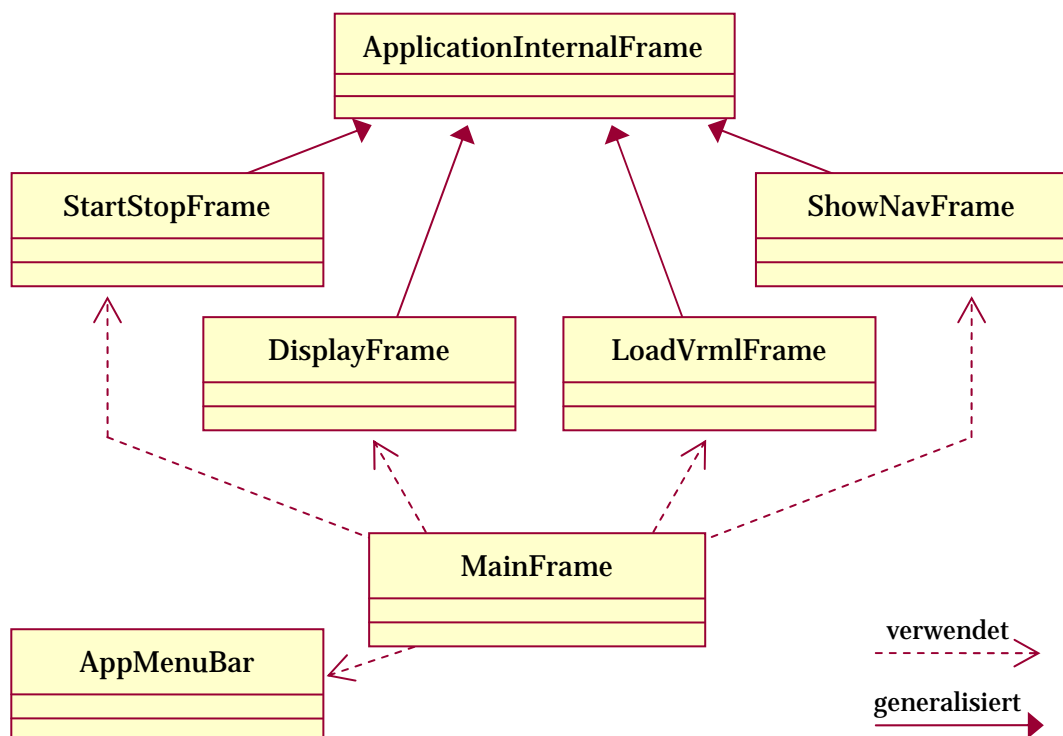 ApplicationInternalFrame
StartStopFrame
ShowNavFrame
DisplayFrame
LoadVrmlFrame
MainFrame
AppMenuBar
verwendet
generalisiert